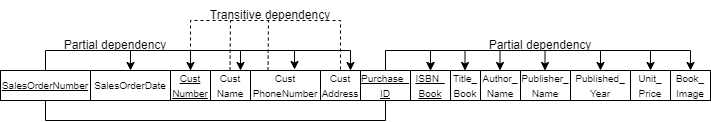 Transitive dependency
Partial dependency
Partial dependency
SalesOrderNumber
SalesOrderDate
Cust
Number
Cust
Name
Cust
PhoneNumber
Cust
Address
Purchase_
ID
ISBN_
Book
Title_
Book
Author_
Name
Publisher_
Name
Published_
Year
Unit_
Price
Book_
Image